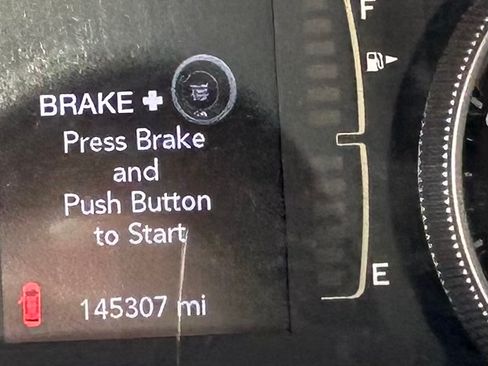 F
BRAKE +
Press Brake
and
Push Button
to Start
E
145307 mi